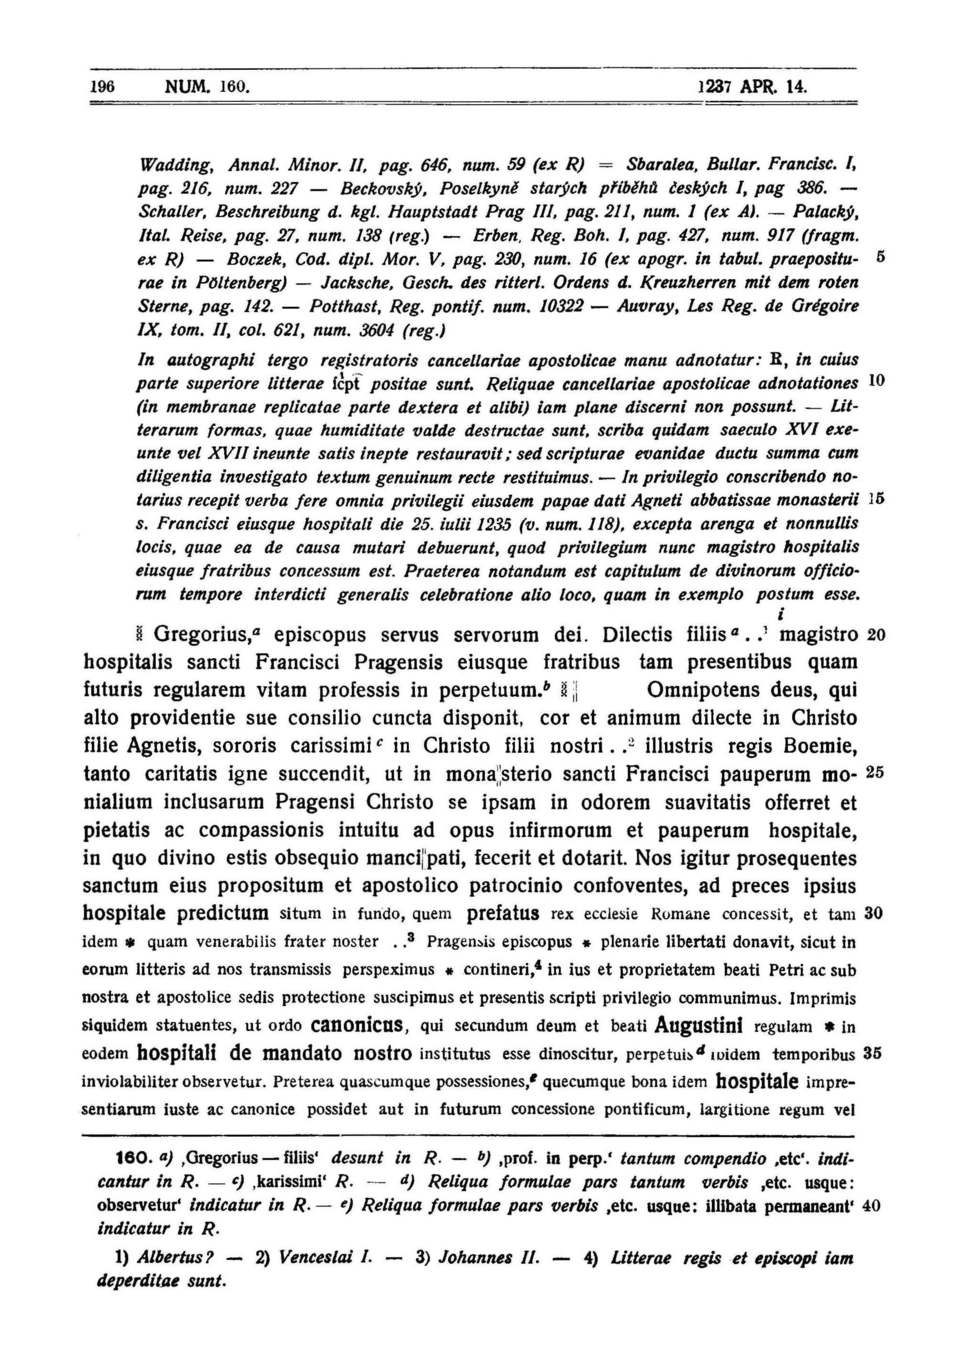 196 NUM. 160. 1237 APR. 14.
Wadding, Annal. Minor. II, pag. 646, num. 59 (ex R) = Sbaralea, Bullar. Francisc. I,
pag. 216, num. 227 — Beckovský, Poselkyně starých příběhů českých I, pag 386. —
Schaller, Beschreibung d. kgl. Hauptstadt Prag III, pag. 211, num. 1 (ex A). — Palacký,
Ital. Reise, pag. 27, num. 138 (reg.) — Erben, Reg. Boh. I, pag. 427, num. 917 (fragm.
ex R) — Boczek, Cod. dipl. Mor. V, pag. 230, num. 16 (ex apogr. in tabul. praepositu- 5
rae in Pöltenberg) — Jacksche, Gesch. des ritterl. Ordens d. Kreuzherren mit dem roten
Sterne, pag. 142. — Potthast, Reg. pontif. num. 10322 — Auvray, Les Reg. de Grégoire
IX, tom. II, col. 621, num. 3604 (reg.)
In autographi tergo registratoris cancellariae apostolicae manu adnotatur: R, in cuius
parte superiore litterae positae sunt. Reliquae cancellariae apostolicae adnotationes 10
(in membranae replicatae parte dextera et alibi) iam plane discerni non possunt. — Lit-
terarum formas, quae humiditate valde destructae sunt, scriba quidam saeculo XVI exe-
unte vel XVII ineunte satis inepte restauravit; sed scripturae evanidae ductu summa cum
diligentia investigato textum genuinum recte restituimus. — In privilegio conscribendo no-
tarius recepit verba fere omnia privilegii eiusdem papae dati Agneti abbatissae monasterii 15
s. Francisci eiusque hospitali die 25. iulii 1235 (v. num. 118), excepta arenga et nonnullis
locis, quae ea de causa mutari debuerunt, quod privilegium nunc magistro hospitalis
eiusque fratribus concessum est. Praeterea notandum est capitulum de divinorum officio-
rum tempore interdicti generalis celebratione alio loco, quam in exemplo postum esse.
i
Gregorius,ᵃ episcopus servus servorum dei. Dilectis filiisᵃ . .¹ magistro 20
hospitalis sancti Francisci Pragensis eiusque fratribus tam presentibus quam
futuris regularem vitam professis in perpetuum.ᵇ || Omnipotens deus, qui
alto providentie sue consilio cuncta disponit, cor et animum dilecte in Christo
filie Agnetis, sororis carissimiᶜ in Christo filii nostri . .² illustris regis Boemie,
tanto caritatis igne succendit, ut in mona||sterio sancti Francisci pauperum mo- 25
nialium inclusarum Pragensi Christo se ipsam in odorem suavitatis offerret et
pietatis ac compassionis intuitu ad opus infirmorum et pauperum hospitale,
in quo divino estis obsequio manci||pati, fecerit et dotarit. Nos igitur prosequentes
sanctum eius propositum et apostolico patrocinio confoventes, ad preces ipsius
hospitale predictum situm in fundo, quem prefatus rex ecclesie Romane concessit, et tam 30
idem * quam venerabilis frater noster . .³ Pragensis episcopus * plenarie libertati donavit, sicut in
eorum litteris ad nos transmissis perspeximus * contineri,⁴ in ius et proprietatem beati Petri ac sub
nostra et apostolice sedis protectione suscipimus et presentis scripti privilegio communimus. Imprimis
siquidem statuentes, ut ordo canonicus, qui secundum deum et beati Augustini regulam * in
eodem hospitali de mandato nostro institutus esse dinoscitur, perpetuisᵈ ibidem temporibus 35
inviolabiliter observetur. Preterea quascumque possessiones,ᵉ quecumque bona idem hospitale impre-
sentiarum iuste ac canonice possidet aut in futurum concessione pontificum, largitione regum vel
160. a) ‚Gregorius — filiis‘ desunt in R. — b) ‚prof. in perp.‘ tantum compendio ‚etc‘. indi-
cantur in R. — c) ‚karissimi‘ R. — d) Reliqua formulae pars tantum verbis ‚etc. usque:
observetur‘ indicatur in R. — e) Reliqua formulae pars verbis ‚etc. usque: illibata permaneant‘ 40
indicatur in R.
1) Albertus? — 2) Venceslai I. — 3) Johannes II. — 4) Litterae regis et episcopi iam
deperditae sunt.